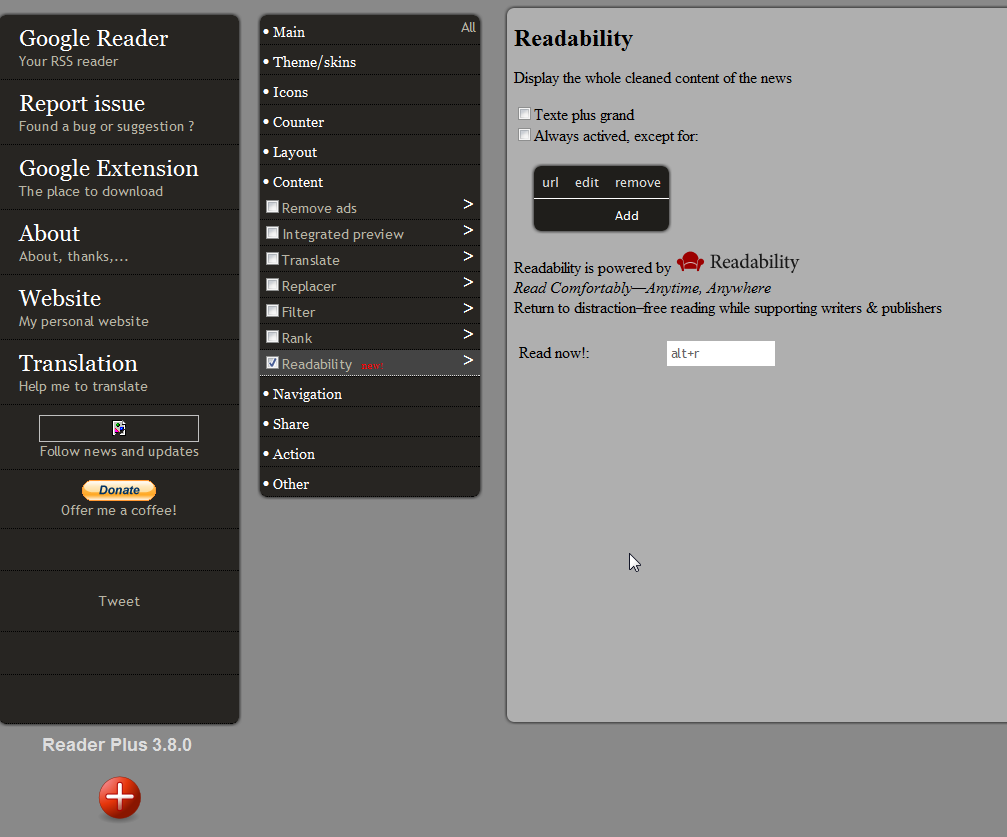 Google Reader
Your RSS reader
Report issue
Found a bug or suggestion ?
Google Extension
The place to download
About
About, thanks,...
Website
My personal website
Translation
Help me to translate
Follow news and updates
Donate
Offer me a coffee!
Tweet
Reader Plus 3.8.0
All
• Main
• Theme/skins
• Icons
• Counter
• Layout
• Content
Remove ads >
Integrated preview >
Translate >
Replacer >
Filter >
Rank >
Readability new! >
• Navigation
• Share
• Action
• Other
Readability
Display the whole cleaned content of the news
Texte plus grand
Always actived, except for:
url edit remove
Add
Readability is powered by Readability
Read Comfortably—Anytime, Anywhere
Return to distraction–free reading while supporting writers & publishers
Read now!: alt+r